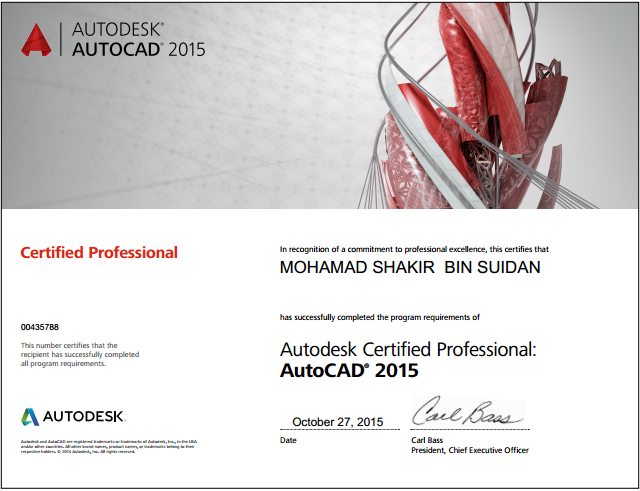 AUTODESK®
AUTOCAD® 2015
Certified Professional
In recognition of a commitment to professional excellence, this certifies that
MOHAMAD SHAKIR BIN SUIDAN
has successfully completed the program requirements of
00435788
This number certifies that the
recipient has successfully completed
all program requirements.
Autodesk Certified Professional:
AutoCAD® 2015
AUTODESK.
October 27, 2015
Carl Bass
Date
Carl Bass
President, Chief Executive Officer
Autodesk and AutoCAD are registered trademarks or trademarks of Autodesk, Inc., in the USA
and/or other countries. All other brand names, product names, or trademarks belong to their
respective holders. © 2014 Autodesk, Inc. All rights reserved.